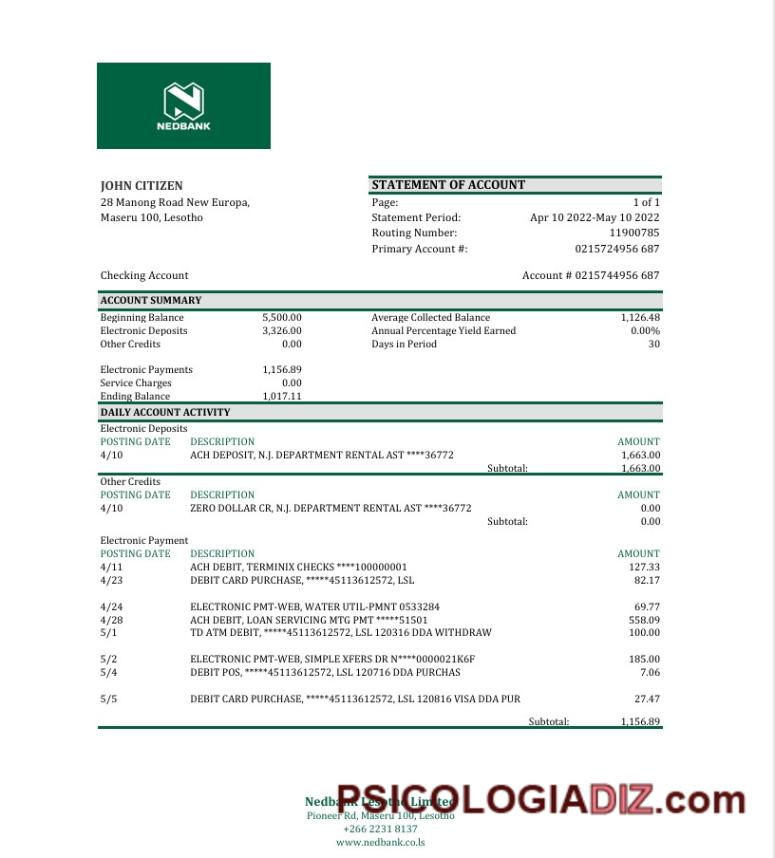 NEDBANK
JOHN CITIZEN
28 Manong Road New Europa,
Maseru 100, Lesotho
STATEMENT OF ACCOUNT
Page: 1 of 1
Statement Period: Apr 10 2022-May 10 2022
Routing Number: 11900785
Primary Account #: 0215724956 687
Checking Account Account # 0215744956 687
ACCOUNT SUMMARY
Beginning Balance 5,500.00 Average Collected Balance 1,126.48
Electronic Deposits 3,326.00 Annual Percentage Yield Earned 0.00%
Other Credits 0.00 Days in Period 30
Electronic Payments 1,156.89
Service Charges 0.00
Ending Balance 1,017.11
DAILY ACCOUNT ACTIVITY
Electronic Deposits
POSTING DATE DESCRIPTION AMOUNT
4/10 ACH DEPOSIT, N.J. DEPARTMENT RENTAL AST ****36772 1,663.00
Subtotal: 1,663.00
Other Credits
POSTING DATE DESCRIPTION AMOUNT
4/10 ZERO DOLLAR CR, N.J. DEPARTMENT RENTAL AST ****36772 0.00
Subtotal: 0.00
Electronic Payment
POSTING DATE DESCRIPTION AMOUNT
4/11 ACH DEBIT, TERMINIX CHECKS ****100000001 127.33
4/23 DEBIT CARD PURCHASE, *****45113612572, LSL 82.17
4/24 ELECTRONIC PMT-WEB, WATER UTIL-PMNT 0533284 69.77
4/28 ACH DEBIT, LOAN SERVICING MTG PMT *****51501 558.09
5/1 TD ATM DEBIT, *****45113612572, LSL 120316 DDA WITHDRAW 100.00
5/2 ELECTRONIC PMT-WEB, SIMPLE XFERS DR N****0000021K6F 185.00
5/4 DEBIT POS, *****45113612572, LSL 120716 DDA PURCHAS 7.06
5/5 DEBIT CARD PURCHASE, *****45113612572, LSL 120816 VISA DDA PUR 27.47
Subtotal: 1,156.89
Nedbank Lesotho Limited
PSICOLOGIADIZ.com
Pioneer Rd, Maseru 100, Lesotho
+266 2231 8137
www.nedbank.co.ls